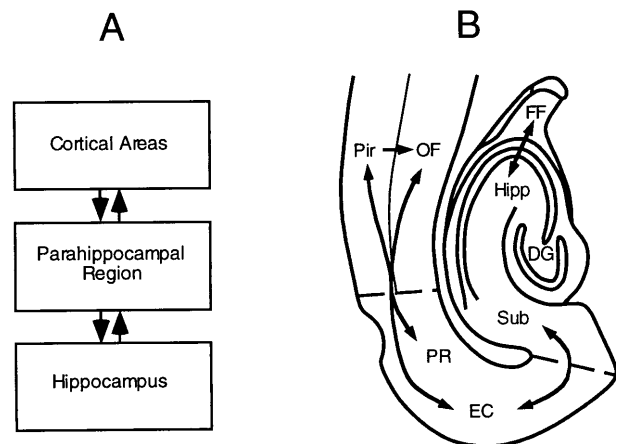 A
Cortical Areas
Parahippocampal
Region
Hippocampus
B
FF
Pir
OF
Hipp
DG
Sub
PR
EC